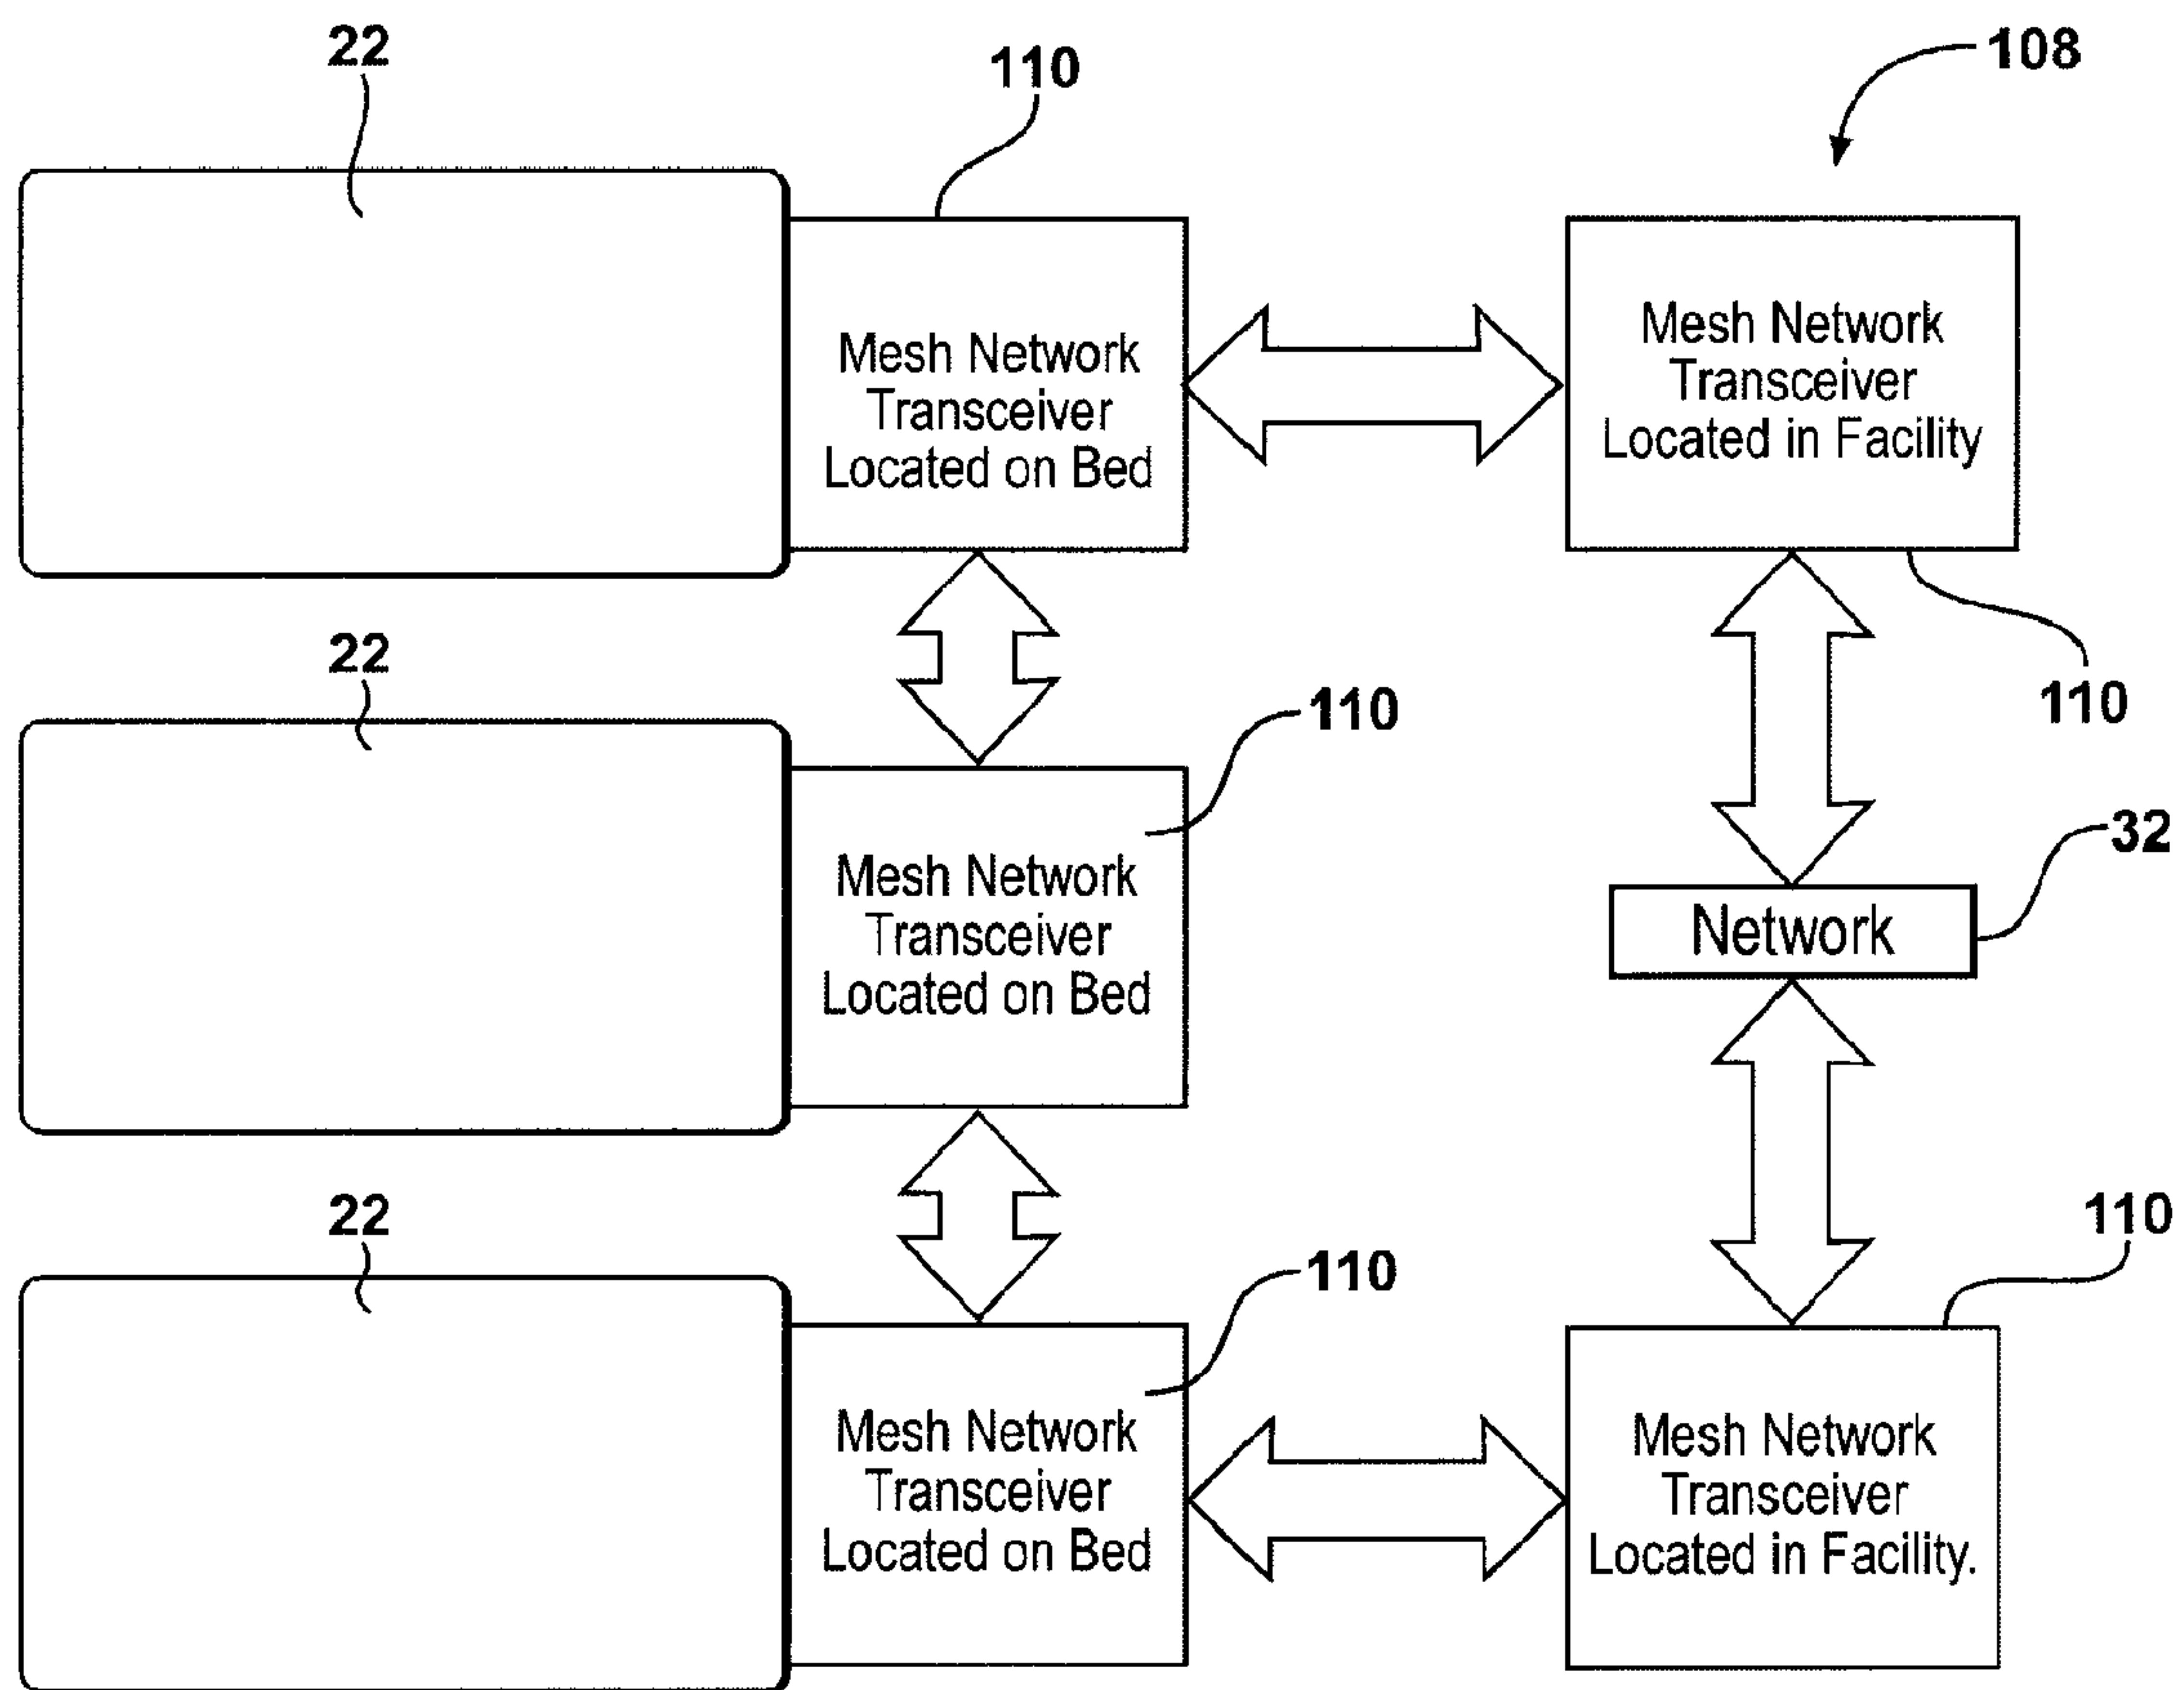 22
110
108
Mesh Network
Transceiver
Located on Bed
Mesh Network
Transceiver
Located in Facility
110
22
110
Mesh Network
Transceiver
Located on Bed
32
Network
22
110
110
Mesh Network
Transceiver
Located on Bed
Mesh Network
Transceiver
Located in Facility.